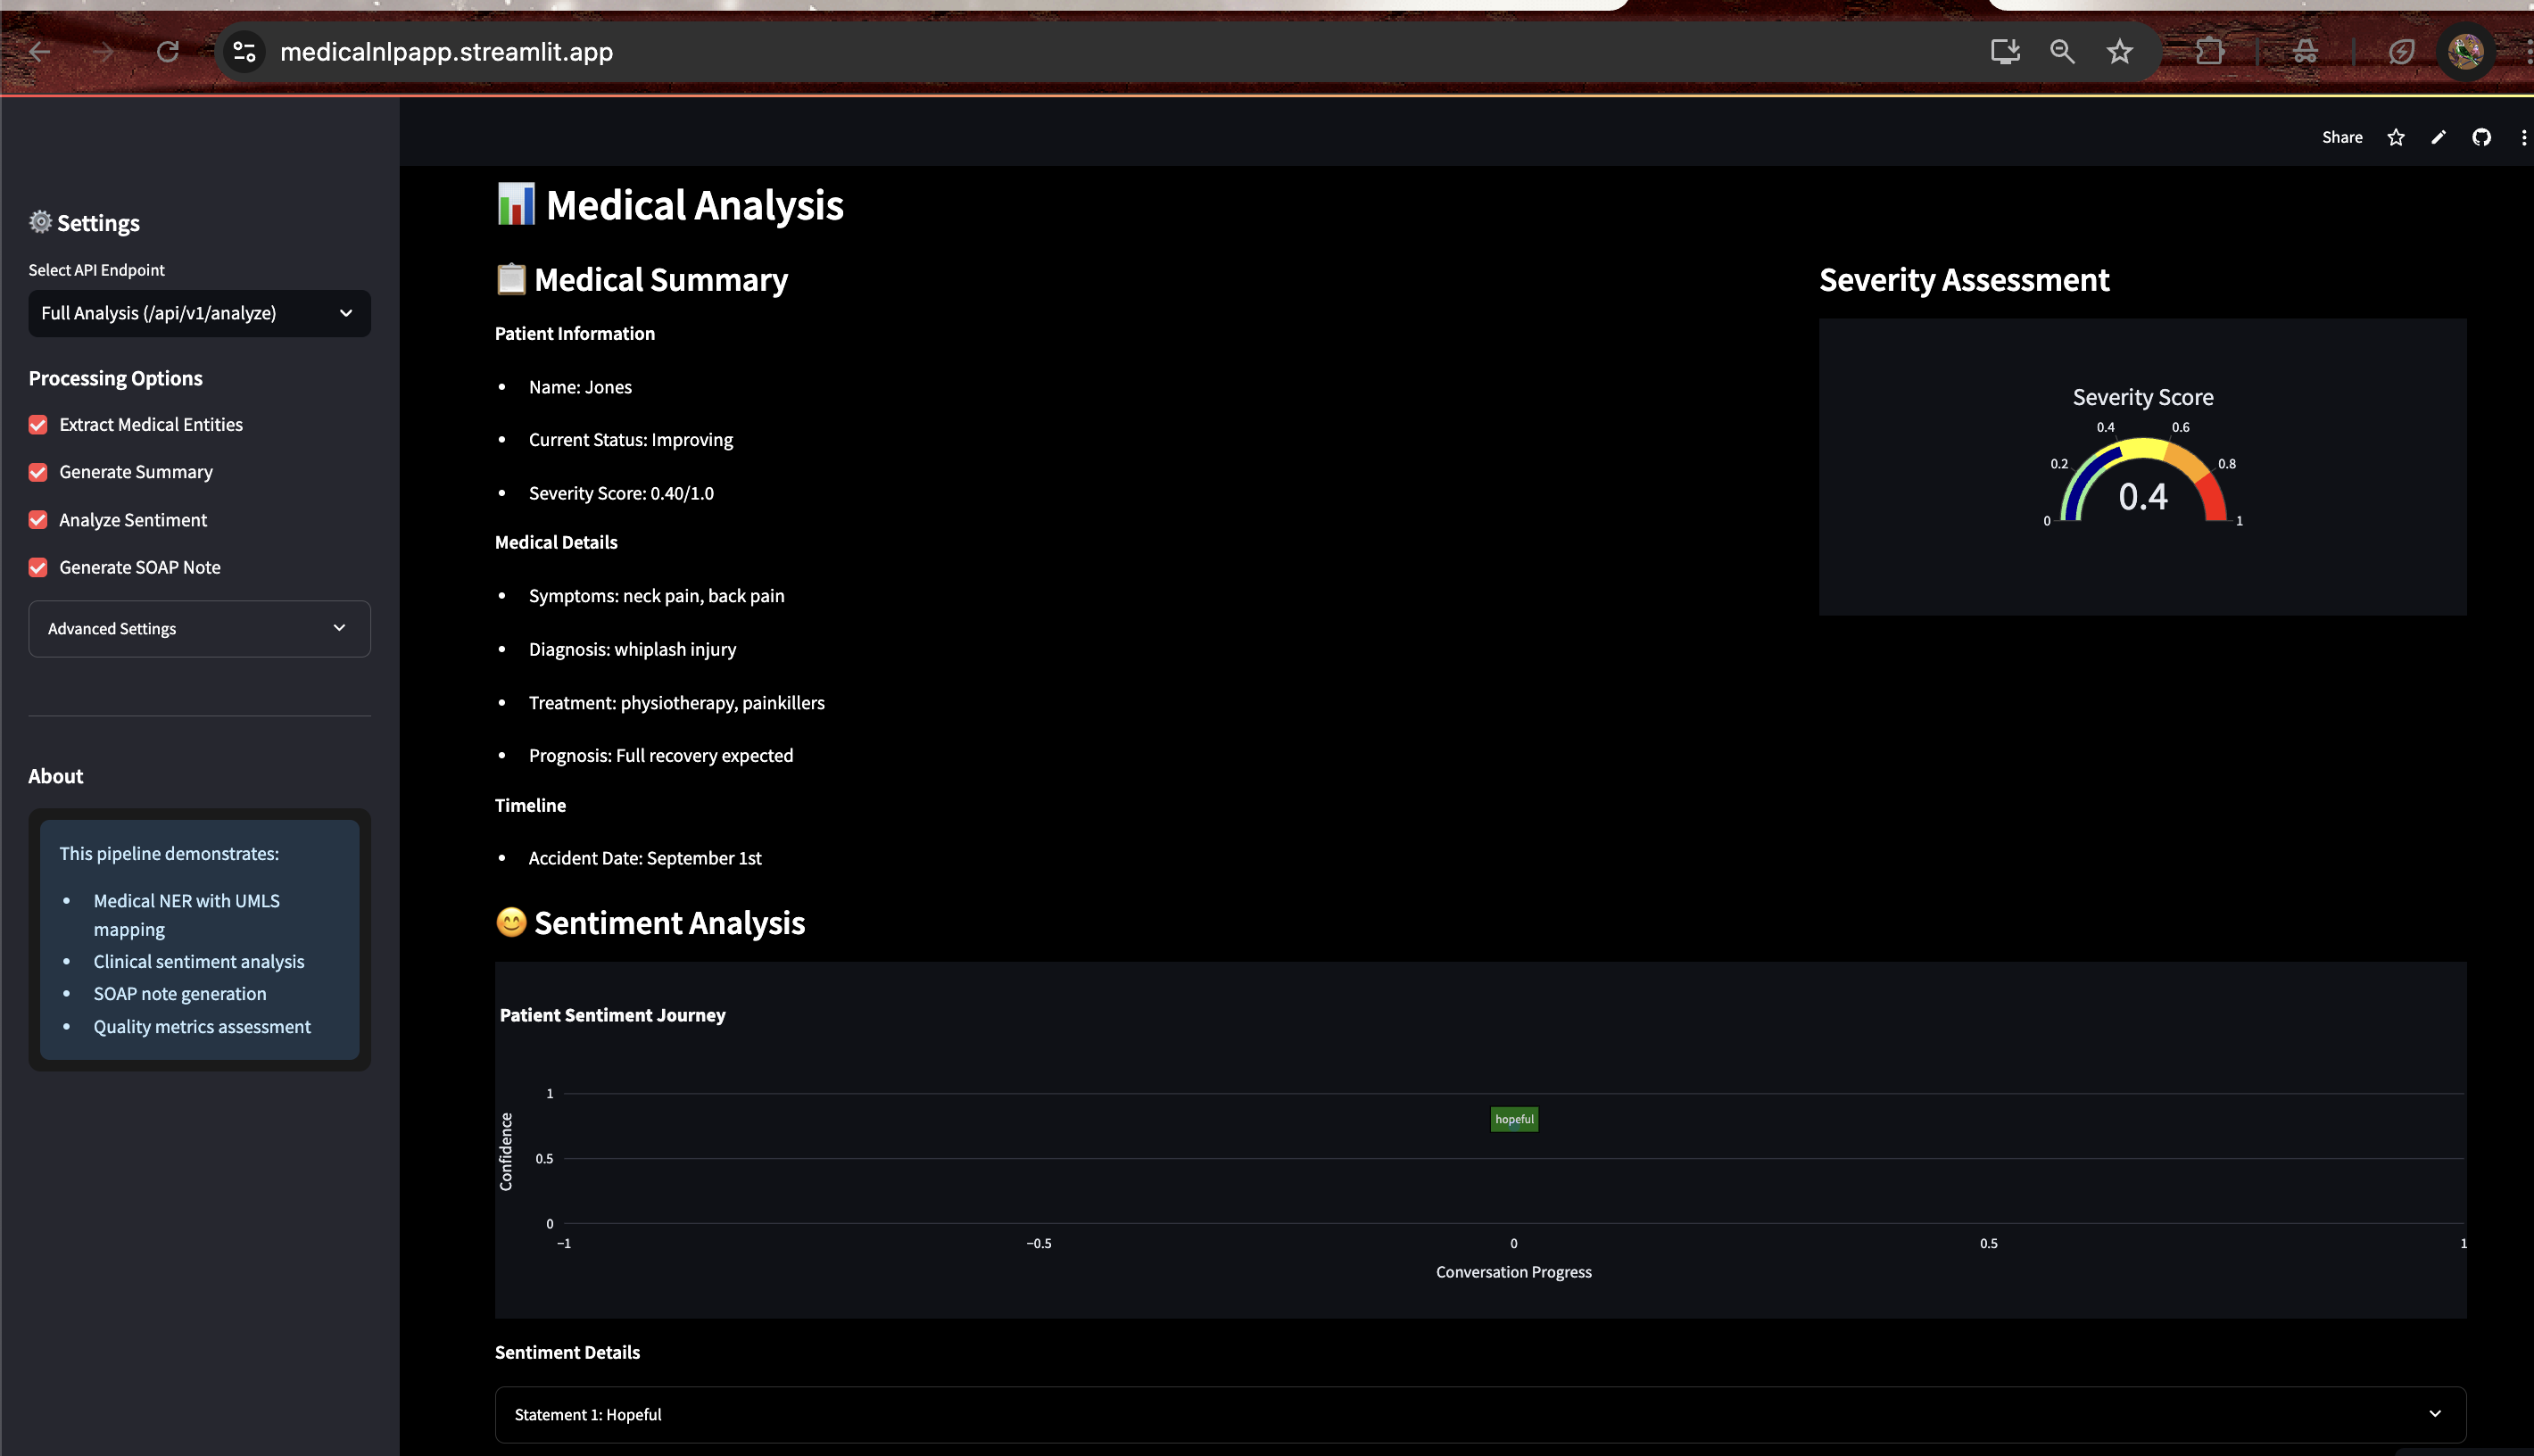 medicalnlpapp.streamlit.app
Share
Settings
Select API Endpoint
Full Analysis (/api/v1/analyze)
Processing Options
Extract Medical Entities
Generate Summary
Analyze Sentiment
Generate SOAP Note
Advanced Settings
About
This pipeline demonstrates:
Medical NER with UMLS
mapping
Clinical sentiment analysis
SOAP note generation
Quality metrics assessment
Medical Analysis
Medical Summary
Patient Information
Name: Jones
Current Status: Improving
Severity Score: 0.40/1.0
Medical Details
Symptoms: neck pain, back pain
Diagnosis: whiplash injury
Treatment: physiotherapy, painkillers
Prognosis: Full recovery expected
Timeline
Accident Date: September 1st
Severity Assessment
Severity Score
0.4 0.6
0.2 0.8
0.4
0 1
Sentiment Analysis
Patient Sentiment Journey
1
hopeful
Confidence
0.5
0
−1 −0.5 0 0.5 1
Conversation Progress
Sentiment Details
Statement 1: Hopeful